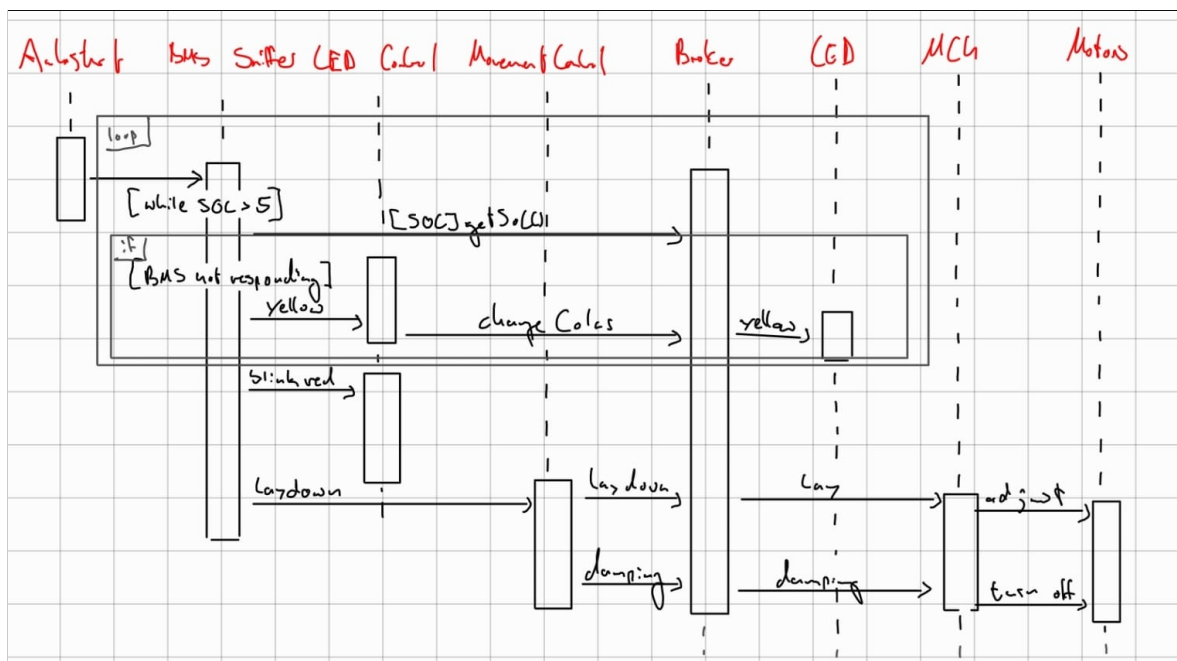 Autostart BMS Sniffer LED Control Movement Control Broker LED MCU Motors
loop
[while SOC > 5]
[SOC] getSoC()
if
[BMS not responding]
yellow
change Color
yellow
blink red
Laydown
lay down
Lay
adjust
damping
damping
turn off